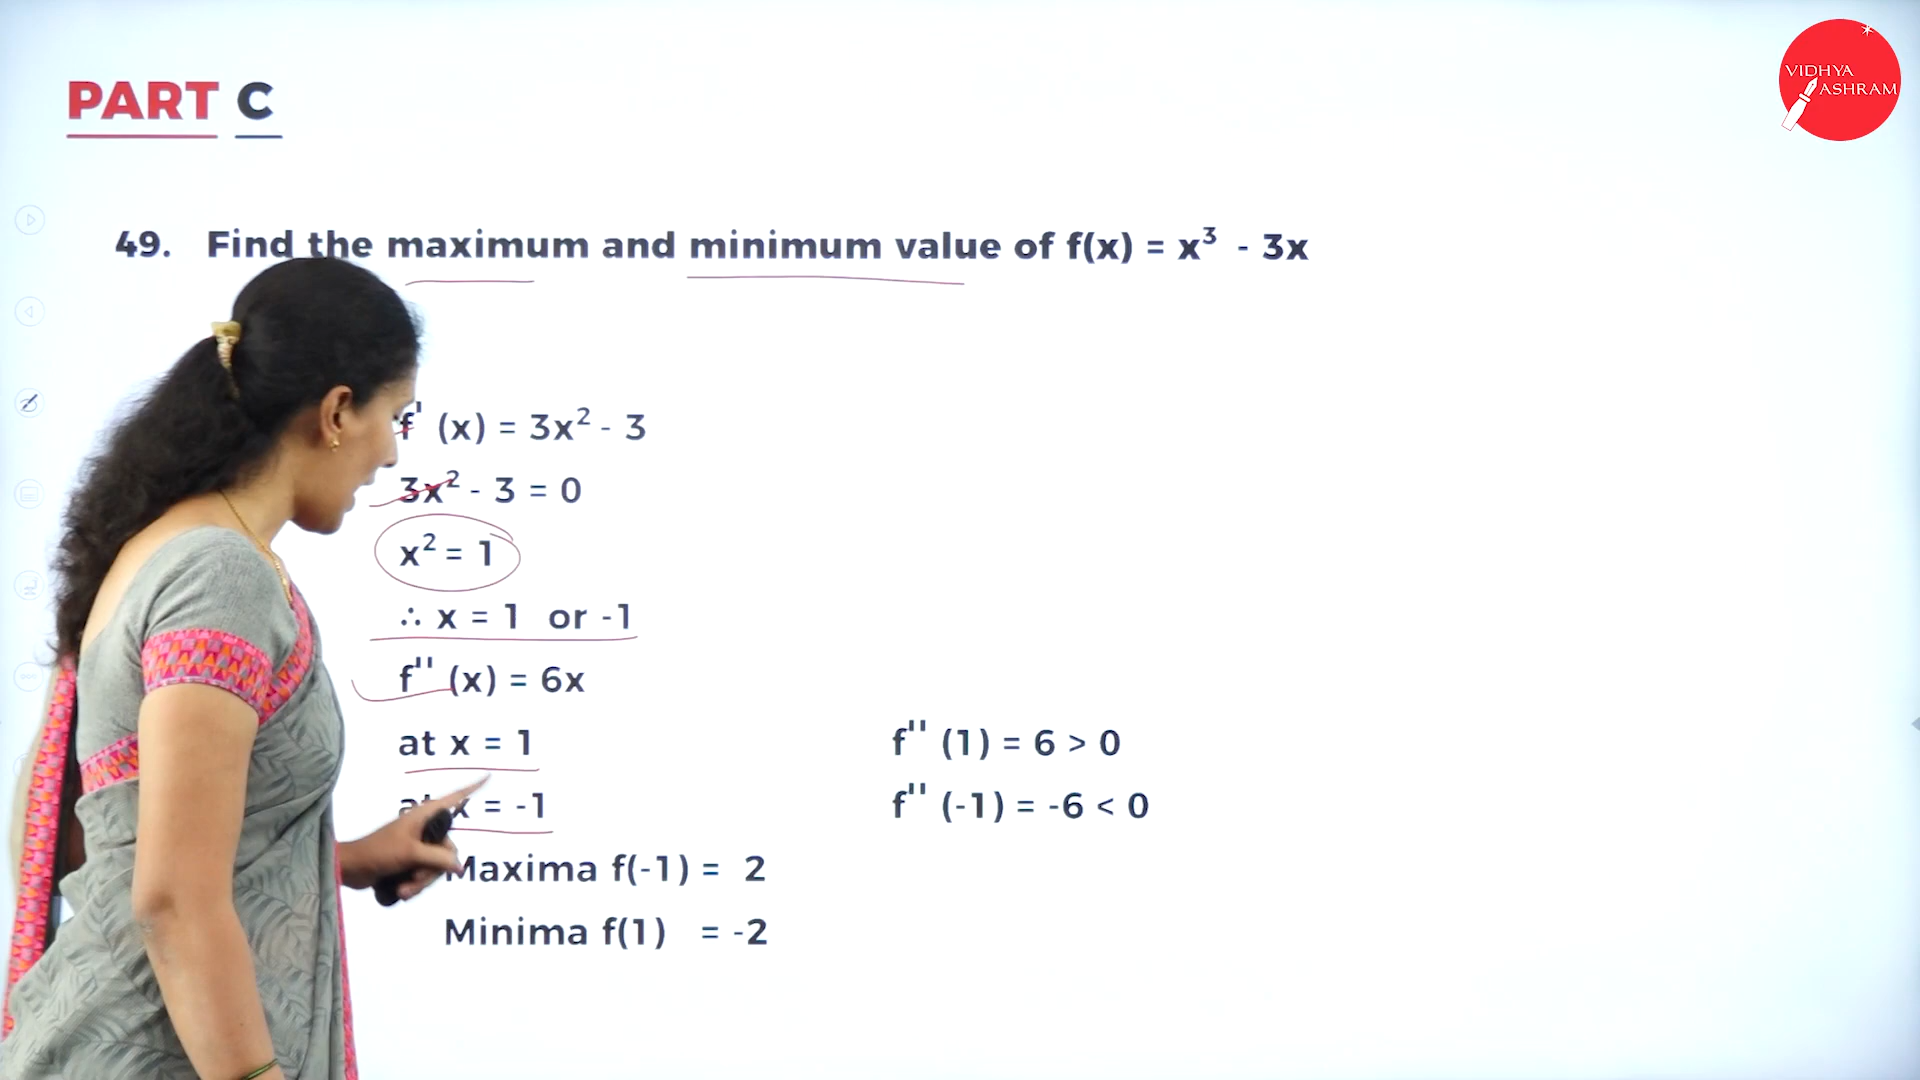 VIDHYA
ASHRAM
PART C
49. Find the maximum and minimum value of f(x) = x³ - 3x
f' (x) = 3x² - 3
3x² - 3 = 0
x² = 1
∴ x = 1 or -1
f'' (x) = 6x
at x = 1 f'' (1) = 6 > 0
at x = -1 f'' (-1) = -6 < 0
Maxima f(-1) = 2
Minima f(1) = -2